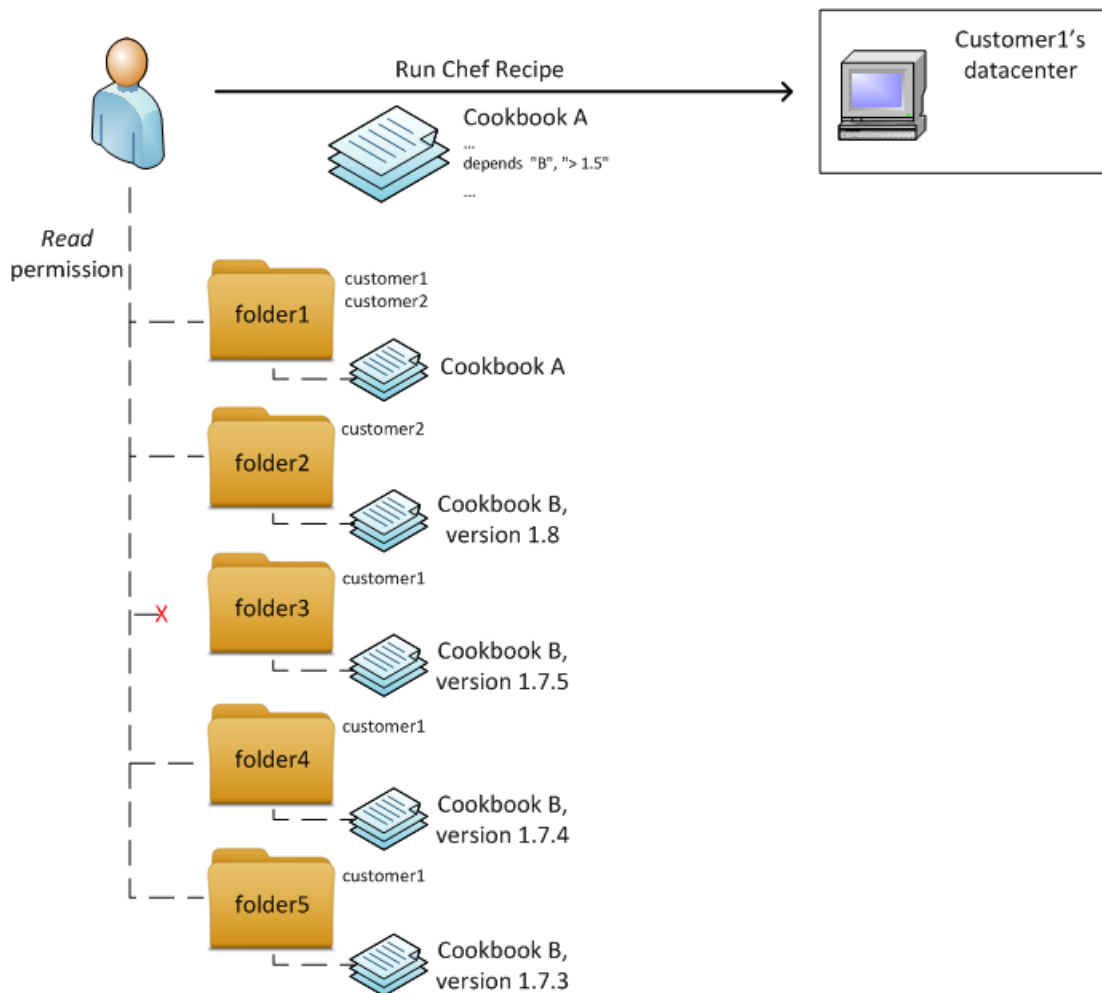 Run Chef Recipe
Customer1's
datacenter
Cookbook A
...
depends "B", "> 1.5"
...
Read
permission
folder1
customer1
customer2
Cookbook A
folder2
customer2
Cookbook B,
version 1.8
folder3
customer1
Cookbook B,
version 1.7.5
folder4
customer1
Cookbook B,
version 1.7.4
folder5
customer1
Cookbook B,
version 1.7.3